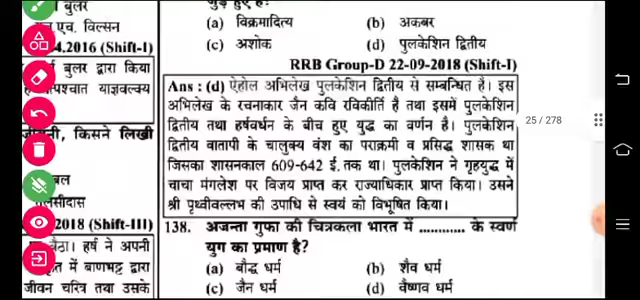 बुलर
एच. विल्सन
4.2016 (Shift-I)
बुलर द्वारा किया
पश्चात याज्ञवल्क्य
किसने लिखी
2018 (Shift-III)
हर्ष ने अपनी
में बाणभट्ट द्वारा
जीवन चरित्र तथा उसके
(a) विक्रमादित्य (b) अकबर
(c) अशोक (d) पुलकेशिन द्वितीय
RRB Group-D 22-09-2018 (Shift-I)
Ans : (d) ऐहोल अभिलेख पुलकेशिन द्वितीय से सम्बन्धित है। इस
अभिलेख के रचनाकार जैन कवि रविकीर्ति है तथा इसमें पुलकेशिन
द्वितीय तथा हर्षवर्धन के बीच हुए युद्ध का वर्णन है। पुलकेशिन
द्वितीय वातापी के चालुक्य वंश का पराक्रमी व प्रसिद्ध शासक था
जिसका शासनकाल 609-642 ई. तक था। पुलकेशिन ने गृहयुद्ध में
चाचा मंगलेश पर विजय प्राप्त कर राज्याधिकार प्राप्त किया। उसने
श्री पृथ्वीवल्लभ की उपाधि से स्वयं को विभूषित किया।
138. अजन्ता गुफा की चित्रकला भारत में ............ के स्वर्ण
युग का प्रमाण है?
(a) बौद्ध धर्म (b) शैव धर्म
(c) जैन धर्म (d) वैष्णव धर्म
25 / 278